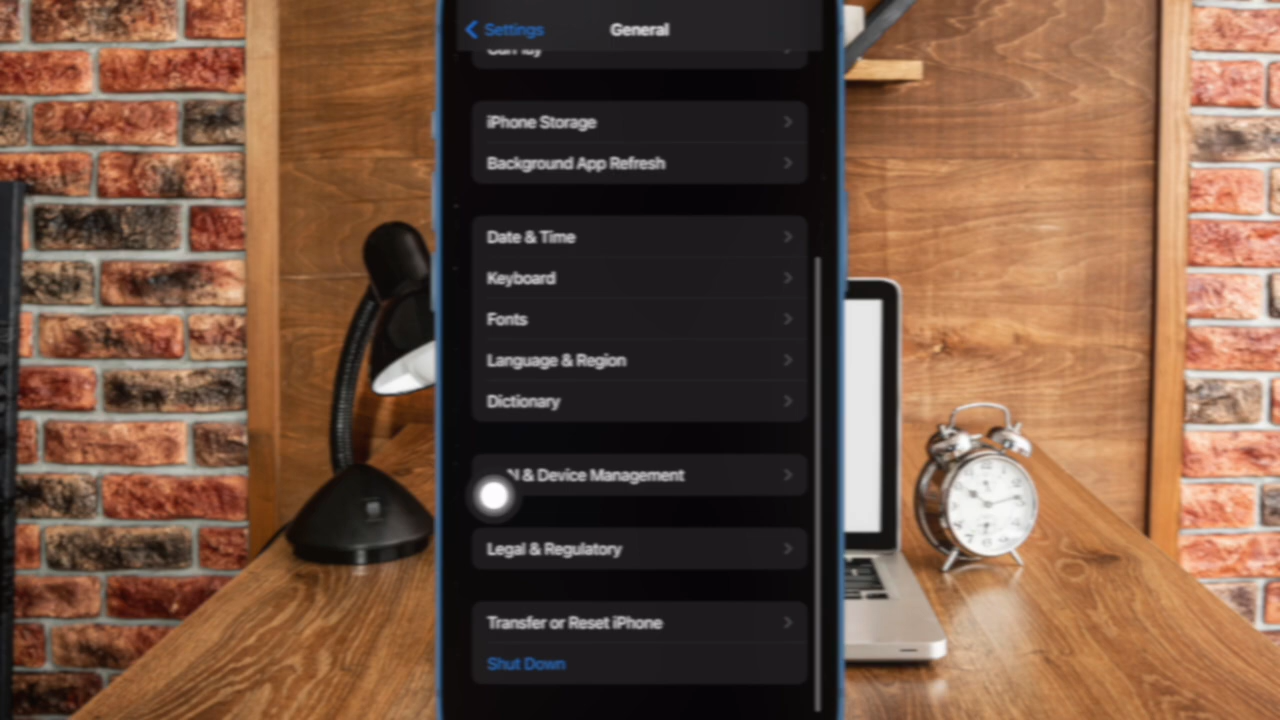 Settings
General
CarPlay
iPhone Storage
Background App Refresh
Date & Time
Keyboard
Fonts
Language & Region
Dictionary
N & Device Management
Legal & Regulatory
Transfer or Reset iPhone
Shut Down